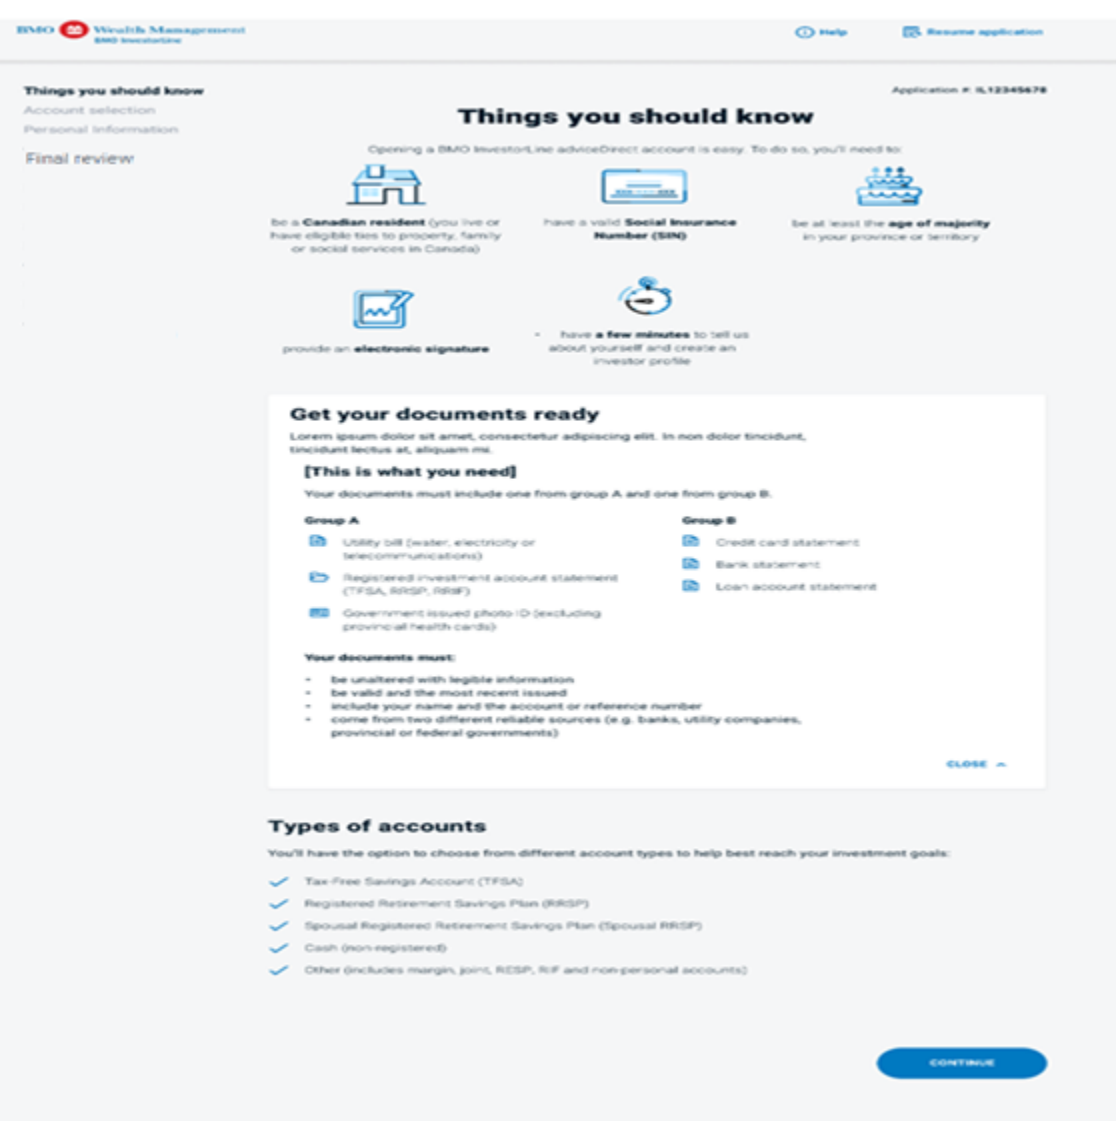 BMO Wealth Management
BMO InvestorLine
Help
Resume application
Things you should know
Account selection
Personal Information
Final review
Application #: IL12345678
Things you should know
Opening a BMO InvestorLine adviceDirect account is easy. To do so, you'll need to:
be a Canadian resident (you live or
have eligible ties to property, family
or social services in Canada)
have a valid Social Insurance
Number (SIN)
be at least the age of majority
in your province or territory
provide an electronic signature
- have a few minutes to tell us
about yourself and create an
investor profile
Get your documents ready
Lorem ipsum dolor sit amet, consectetur adipiscing elit. In non dolor tincidunt,
tincidunt lectus at, aliquam mi.
[This is what you need]
Your documents must include one from group A and one from group B.
Group A
Utility bill (water, electricity or
telecommunications)
Registered investment account statement
(TFSA, RRSP, RRIF)
Government issued photo ID (excluding
provincial health cards)
Group B
Credit card statement
Bank statement
Loan account statement
Your documents must:
- be unaltered with legible information
- be valid and the most recent issued
- include your name and the account or reference number
- come from two different reliable sources (e.g. banks, utility companies,
provincial or federal governments)
CLOSE
Types of accounts
You'll have the option to choose from different account types to help best reach your investment goals:
Tax-Free Savings Account (TFSA)
Registered Retirement Savings Plan (RRSP)
Spousal Registered Retirement Savings Plan (Spousal RRSP)
Cash (non-registered)
Other (includes margin, joint, RESP, RIF and non-personal accounts)
CONTINUE